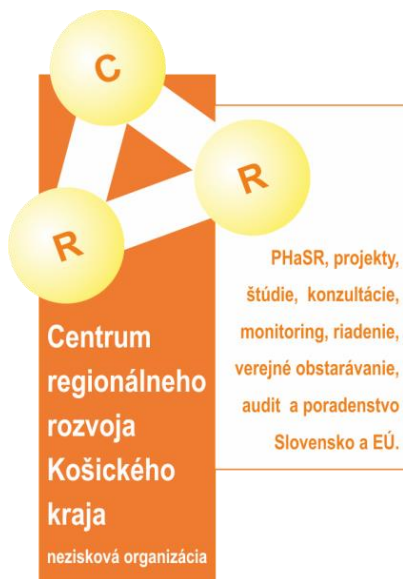 C
R
R
Centrum
regionálneho
rozvoja
Košického
kraja
nezisková organizácia
PHaSR, projekty,
štúdie, konzultácie,
monitoring, riadenie,
verejné obstarávanie,
audit a poradenstvo
Slovensko a EÚ.